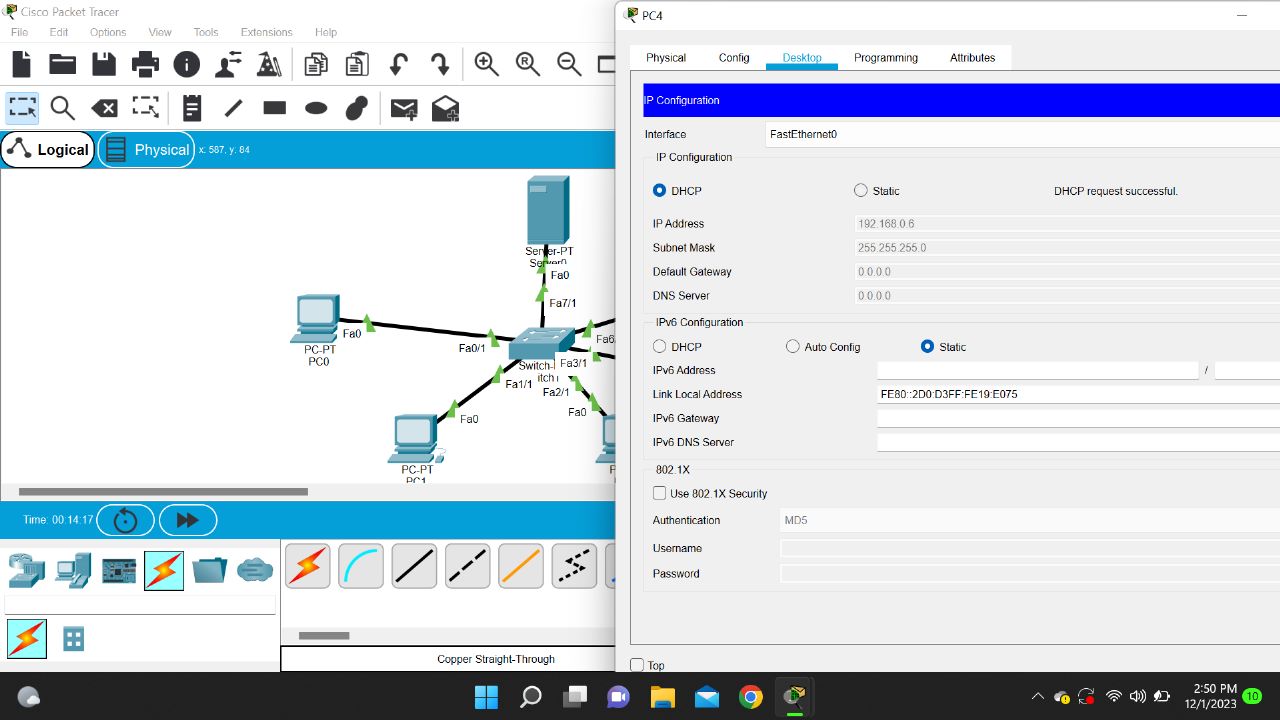 Cisco Packet Tracer
File Edit Options View Tools Extensions Help
Logical
Physical
x: 587, y: 84
Server-PT
Server0
Fa0
Fa7/1
Fa0
PC-PT
PC0
Fa0/1
Fa6
Fa3/1
Switch-
itch
Fa1/1
Fa2/1
Fa0
Fa0
PC-PT
PC1
Time: 00:14:17
Copper Straight-Through
PC4
Physical Config Desktop Programming Attributes
IP Configuration
Interface FastEthernet0
IP Configuration
DHCP Static DHCP request successful.
IP Address 192.168.0.6
Subnet Mask 255.255.255.0
Default Gateway 0.0.0.0
DNS Server 0.0.0.0
IPv6 Configuration
DHCP Auto Config Static
IPv6 Address /
Link Local Address FE80::2D0:D3FF:FE19:E075
IPv6 Gateway
IPv6 DNS Server
802.1X
Use 802.1X Security
Authentication MD5
Username
Password
Top
2:50 PM
12/1/2023
10